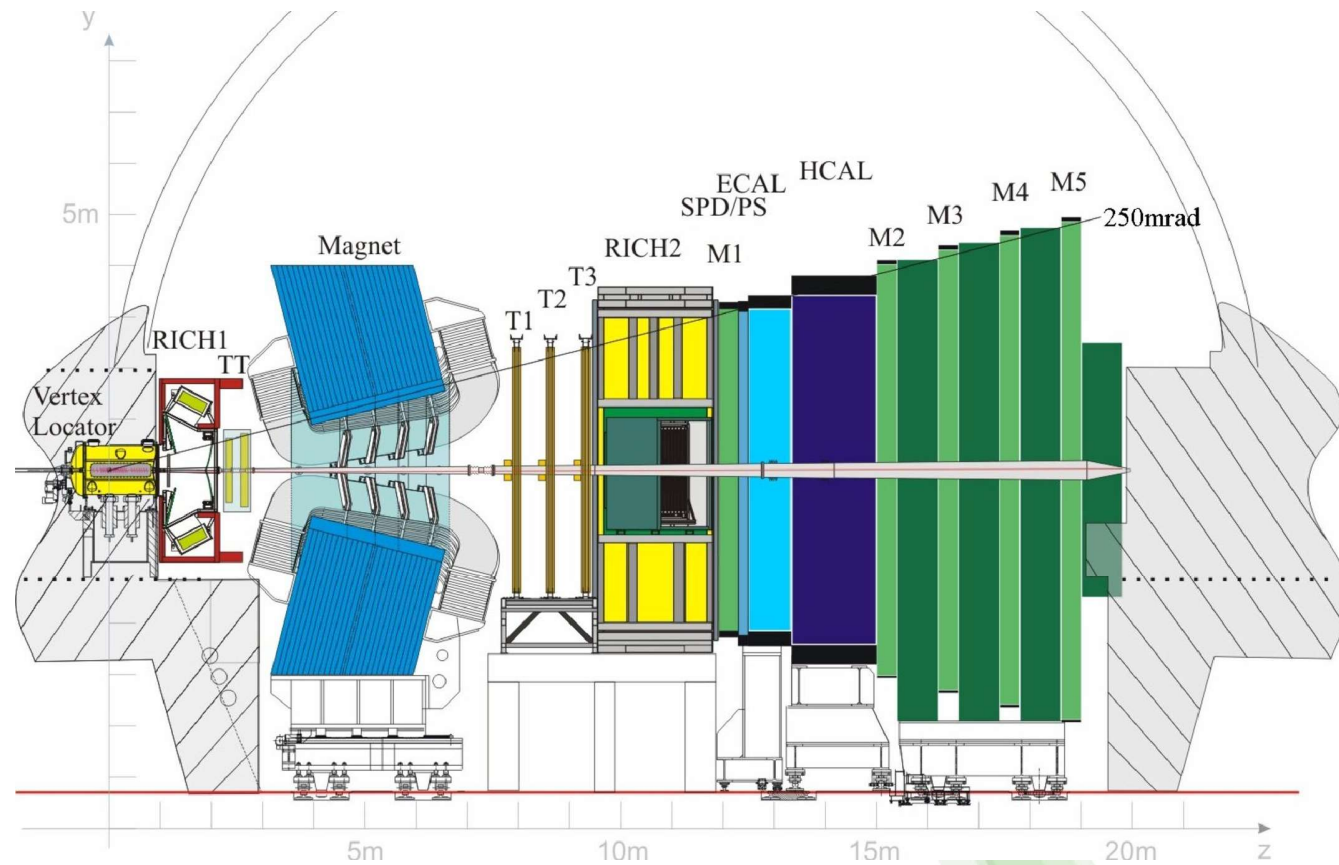 y
5m
Magnet
RICH1
TT
Vertex
Locator
T1
T2
T3
RICH2
SPD/PS
ECAL
M1
HCAL
M2
M3
M4
M5
250mrad
5m
10m
15m
20m
z